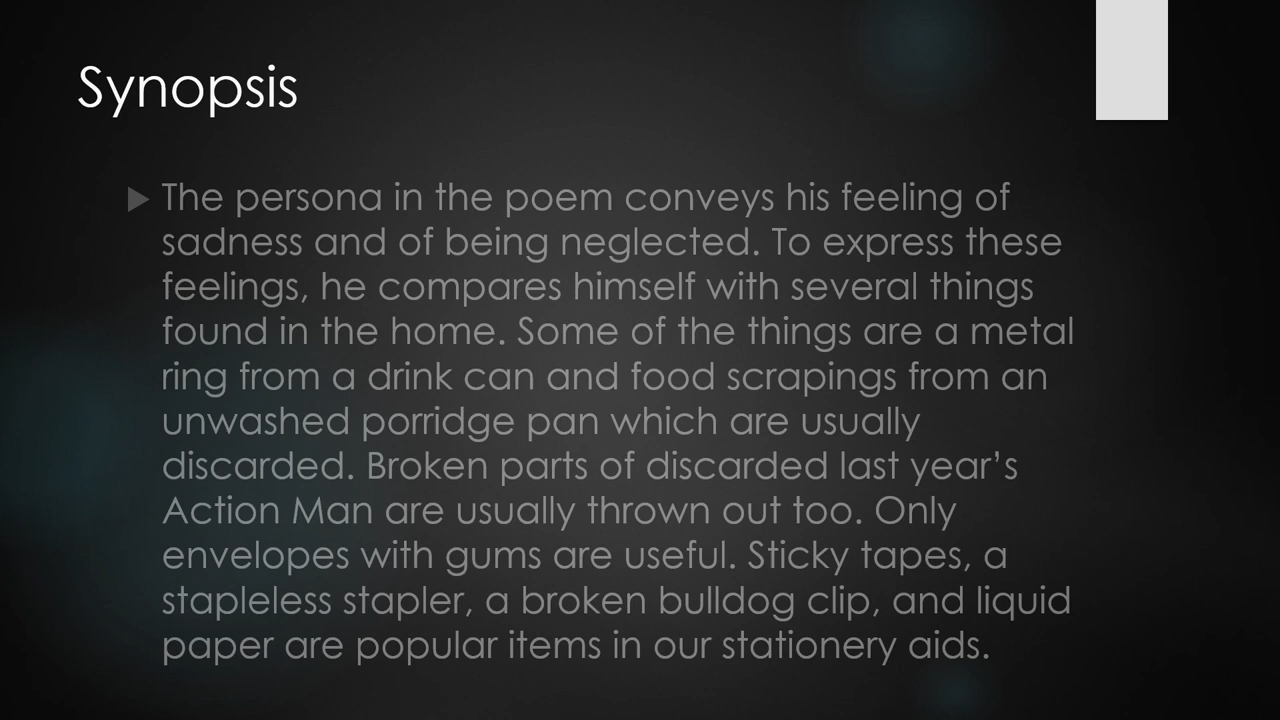 Synopsis
The persona in the poem conveys his feeling of
sadness and of being neglected. To express these
feelings, he compares himself with several things
found in the home. Some of the things are a metal
ring from a drink can and food scrapings from an
unwashed porridge pan which are usually
discarded. Broken parts of discarded last year’s
Action Man are usually thrown out too. Only
envelopes with gums are useful. Sticky tapes, a
stapleless stapler, a broken bulldog clip, and liquid
paper are popular items in our stationery aids.